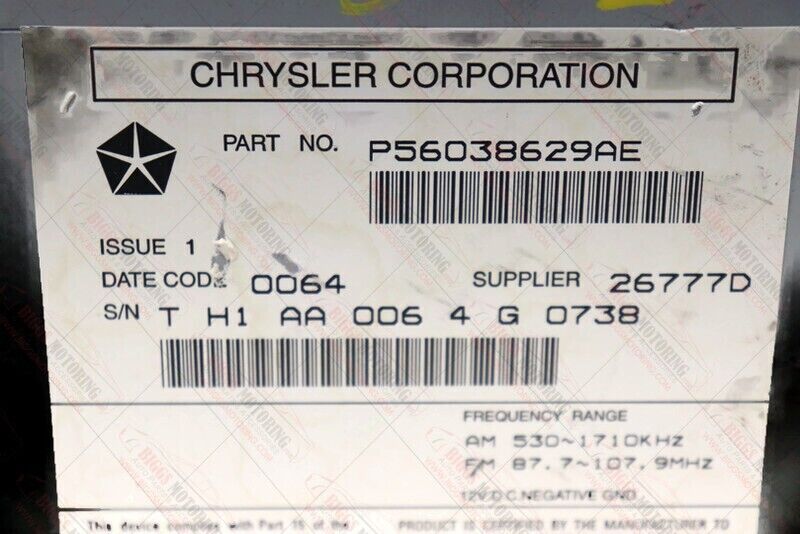 CHRYSLER CORPORATION
PART NO. P56038629AE
ISSUE 1
DATE CODE 0064 SUPPLIER 26777D
S/N T H1 AA 006 4 G 0738
FREQUENCY RANGE
AM 530~1710KHz
FM 87.7~107.9MHz
12V D.C. NEGATIVE GND
This device complies with Part 15 of the
PRODUCT IS CERTIFIED BY THE MANUFACTURER TO
BIGGS MOTORING